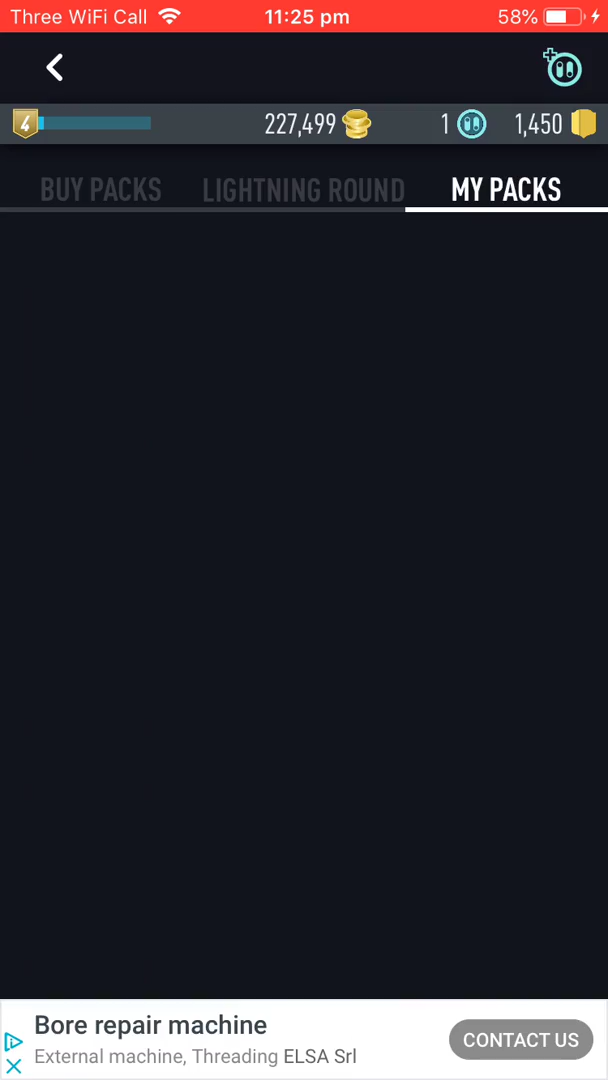 Three WiFi Call 11:25 pm 58%
4 227,499 1 1,450
BUY PACKS LIGHTNING ROUND MY PACKS
Bore repair machine
External machine, Threading ELSA Srl
CONTACT US